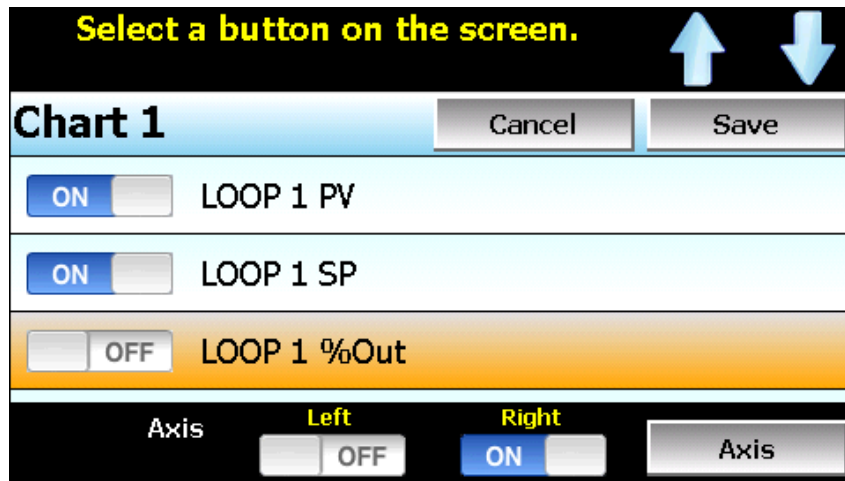 Select a button on the screen.
Chart 1
Cancel
Save
ON LOOP 1 PV
ON LOOP 1 SP
OFF LOOP 1 %Out
Axis
Left
OFF
Right
ON
Axis